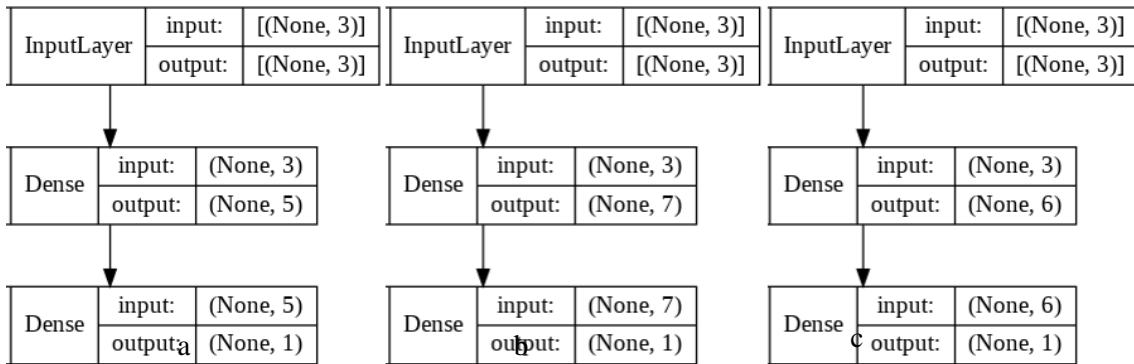 InputLayer input: [(None, 3)]
output: [(None, 3)]
Dense input: (None, 3)
output: (None, 5)
Dense input: (None, 5)
output: (None, 1)
a
InputLayer input: [(None, 3)]
output: [(None, 3)]
Dense input: (None, 3)
output: (None, 7)
Dense input: (None, 7)
output: (None, 1)
b
InputLayer input: [(None, 3)]
output: [(None, 3)]
Dense input: (None, 3)
output: (None, 6)
Dense input: (None, 6)
output: (None, 1)
c